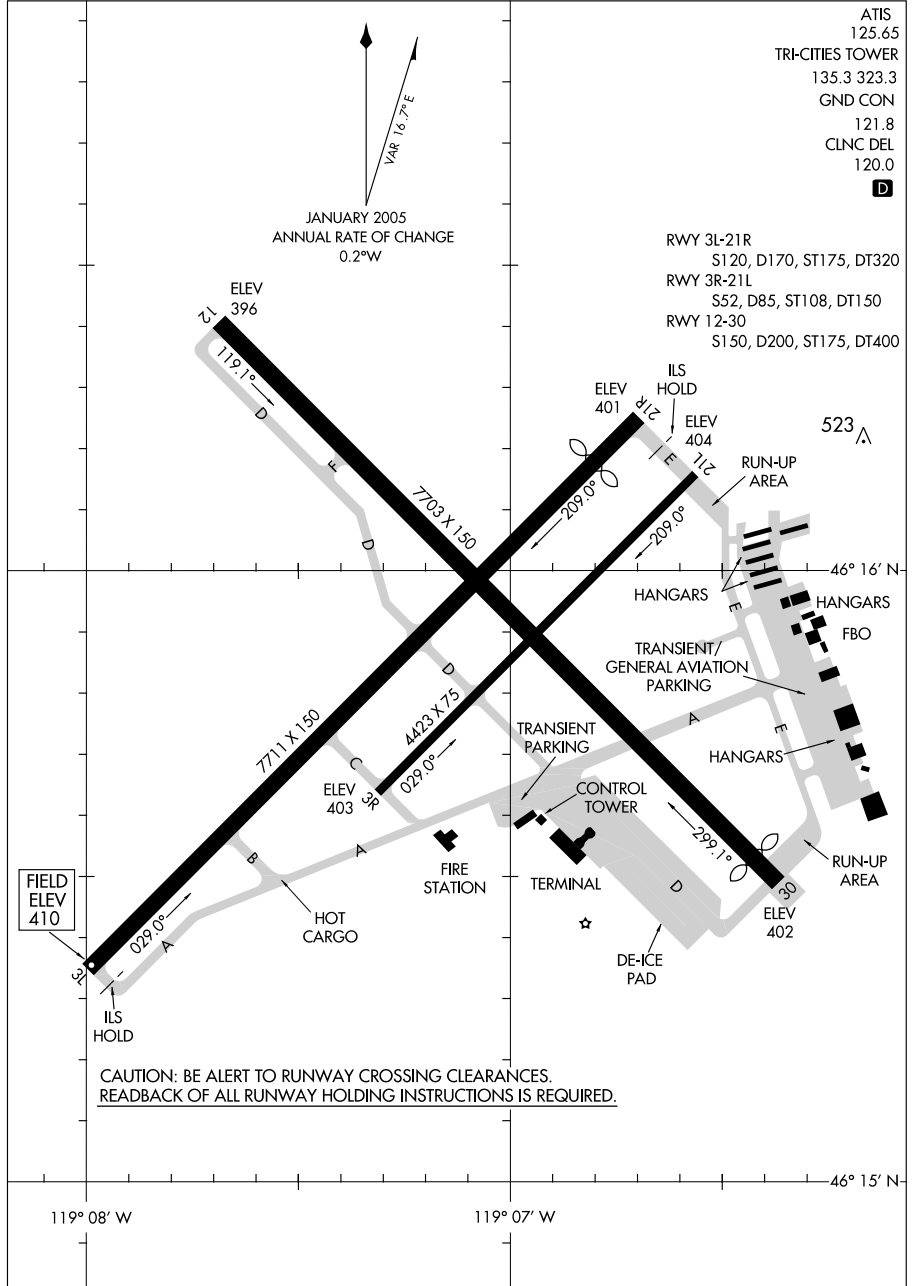 ATIS
125.65
TRI-CITIES TOWER
135.3 323.3
GND CON
121.8
CLNC DEL
120.0
D
VAR 16.7° E
JANUARY 2005
ANNUAL RATE OF CHANGE
0.2°W
RWY 3L-21R
S120, D170, ST175, DT320
RWY 3R-21L
S52, D85, ST108, DT150
RWY 12-30
S150, D200, ST175, DT400
ELEV
396
12
119.1°
D
F
7703 X 150
D
ELEV
401
21R
ILS
HOLD
ELEV
404
21L
E
523
RUN-UP
AREA
209.0°
209.0°
46° 16' N
HANGARS
E
HANGARS
FBO
TRANSIENT/
GENERAL AVIATION
PARKING
D
7711 X 150
4423 X 75
A
E
TRANSIENT
PARKING
HANGARS
C
ELEV
403
3R
029.0°
CONTROL
TOWER
299.1°
B
A
FIRE
STATION
TERMINAL
RUN-UP
AREA
D
30
ELEV
402
FIELD
ELEV
410
HOT
CARGO
029.0°
A
3L
DE-ICE
PAD
ILS
HOLD
CAUTION: BE ALERT TO RUNWAY CROSSING CLEARANCES.
READBACK OF ALL RUNWAY HOLDING INSTRUCTIONS IS REQUIRED.
46° 15' N
119° 08' W
119° 07' W